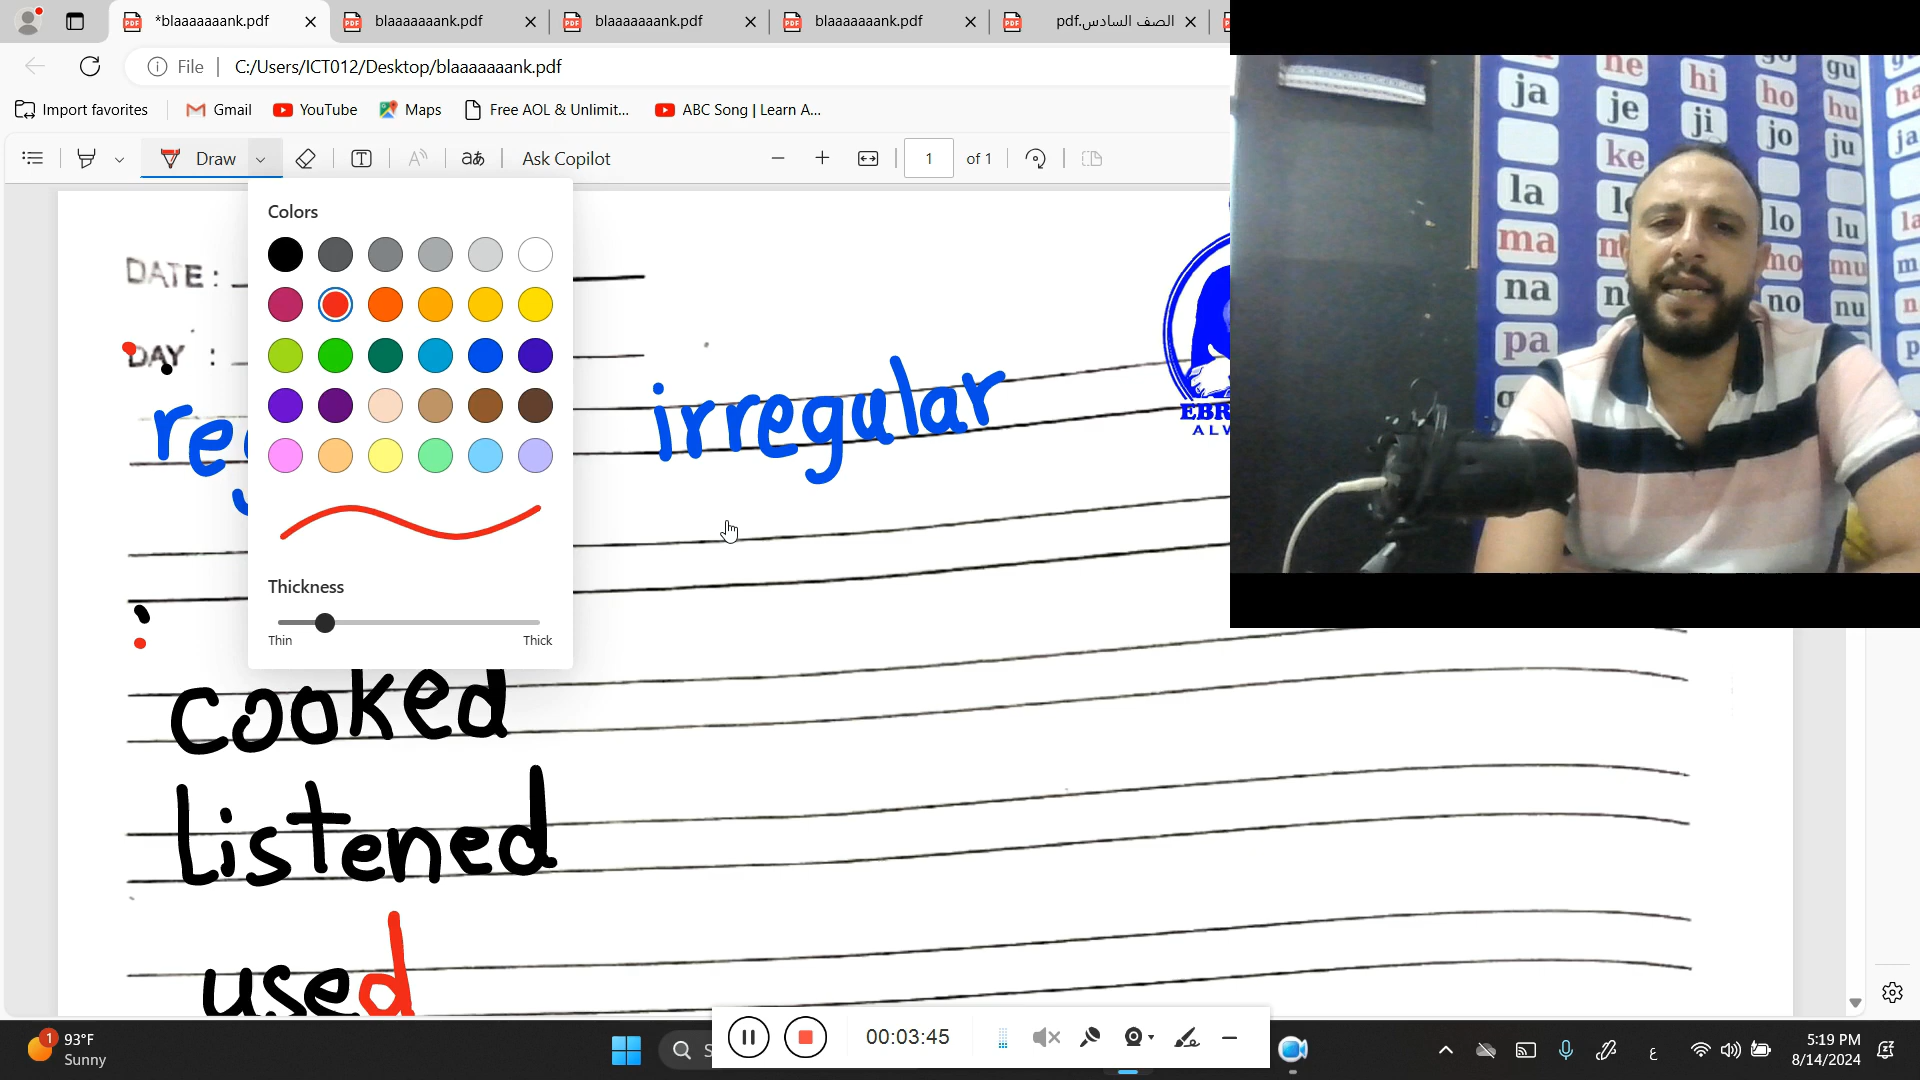 *blaaaaaaank.pdf
blaaaaaaank.pdf
blaaaaaaank.pdf
blaaaaaaank.pdf
الصف السادس.pdf
File
C:/Users/ICT012/Desktop/blaaaaaaank.pdf
Import favorites
Gmail
YouTube
Maps
Free AOL & Unlimit...
ABC Song | Learn A...
Draw
Ask Copilot
1
of 1
Colors
DATE :
DAY :
irregular
Thickness
Thin
Thick
cooked
Listened
used
ja
je
ji
jo
ju
ke
la
lo
lu
ma
mo
mu
na
no
nu
pa
he
hi
ho
hu
gu
00:03:45
1
93°F
Sunny
ع
5:19 PM
8/14/2024